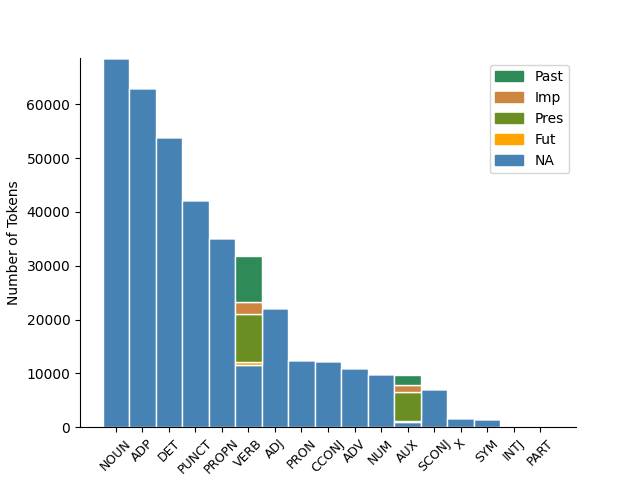 Past
Imp
Pres
Fut
NA
Number of Tokens
60000
50000
40000
30000
20000
10000
0
NOUN
ADP
DET
PUNCT
PROPN
VERB
ADJ
PRON
CCONJ
ADV
NUM
AUX
SCONJ
X
SYM
INTJ
PART